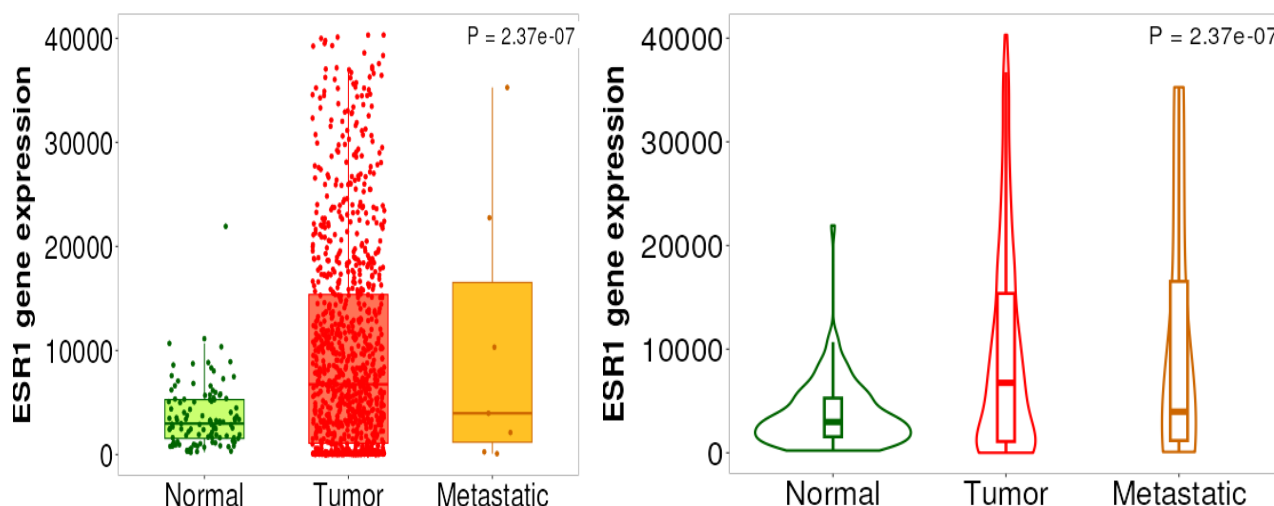 ESR1 gene expression
40000
30000
20000
10000
0
P = 2.37e-07
Normal Tumor Metastatic
ESR1 gene expression
40000
30000
20000
10000
0
P = 2.37e-07
Normal Tumor Metastatic